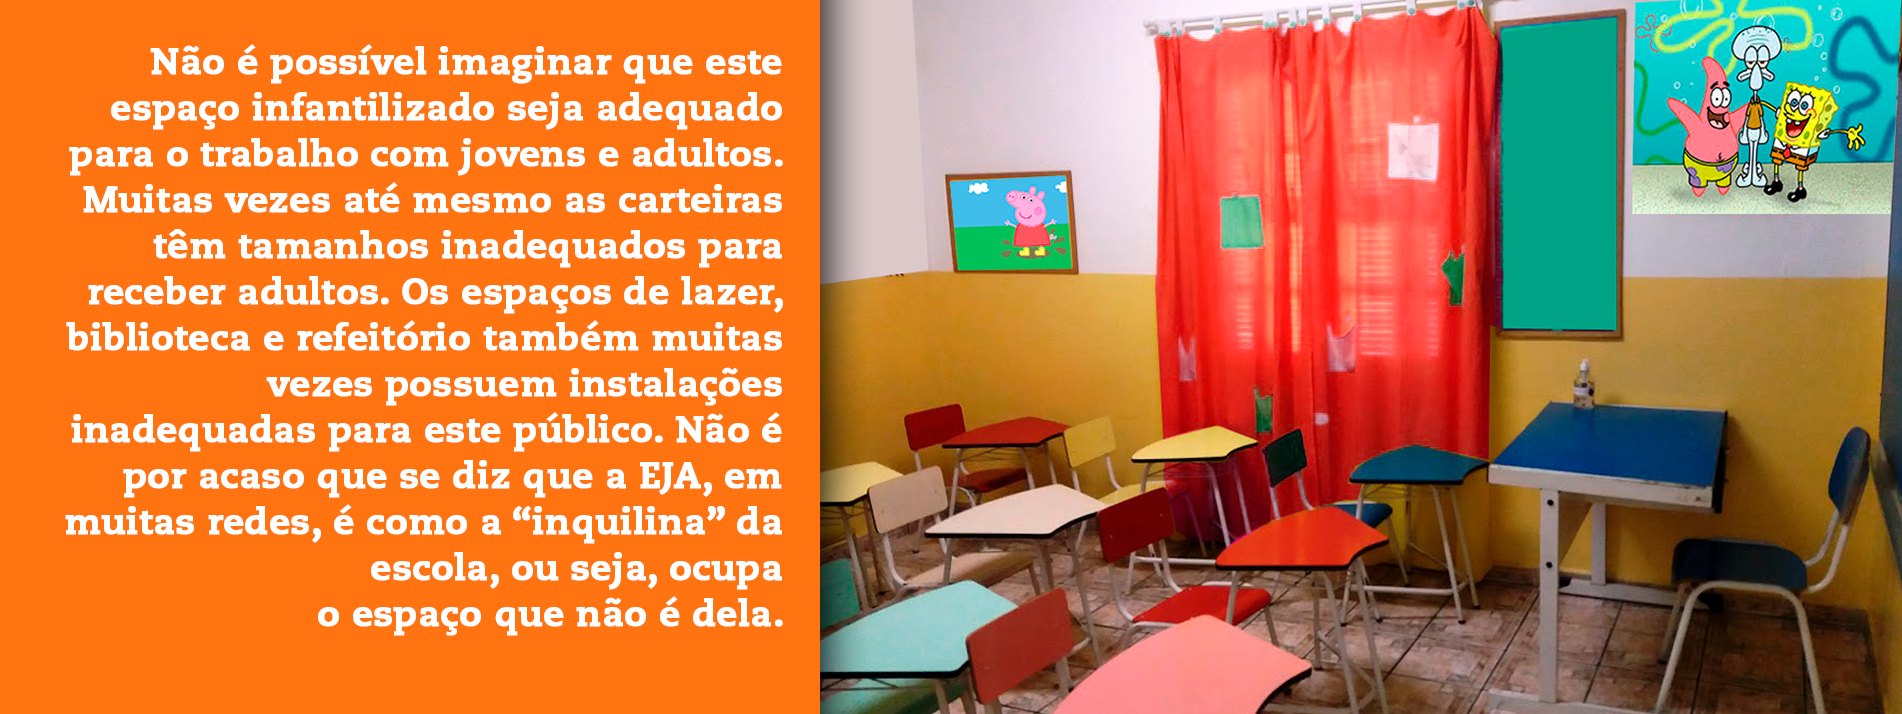 Não é possível imaginar que este
espaço infantilizado seja adequado
para o trabalho com jovens e adultos.
Muitas vezes até mesmo as carteiras
têm tamanhos inadequados para
receber adultos. Os espaços de lazer,
biblioteca e refeitório também muitas
vezes possuem instalações
inadequadas para este público. Não é
por acaso que se diz que a EJA, em
muitas redes, é como a “inquilina” da
escola, ou seja, ocupa
o espaço que não é dela.